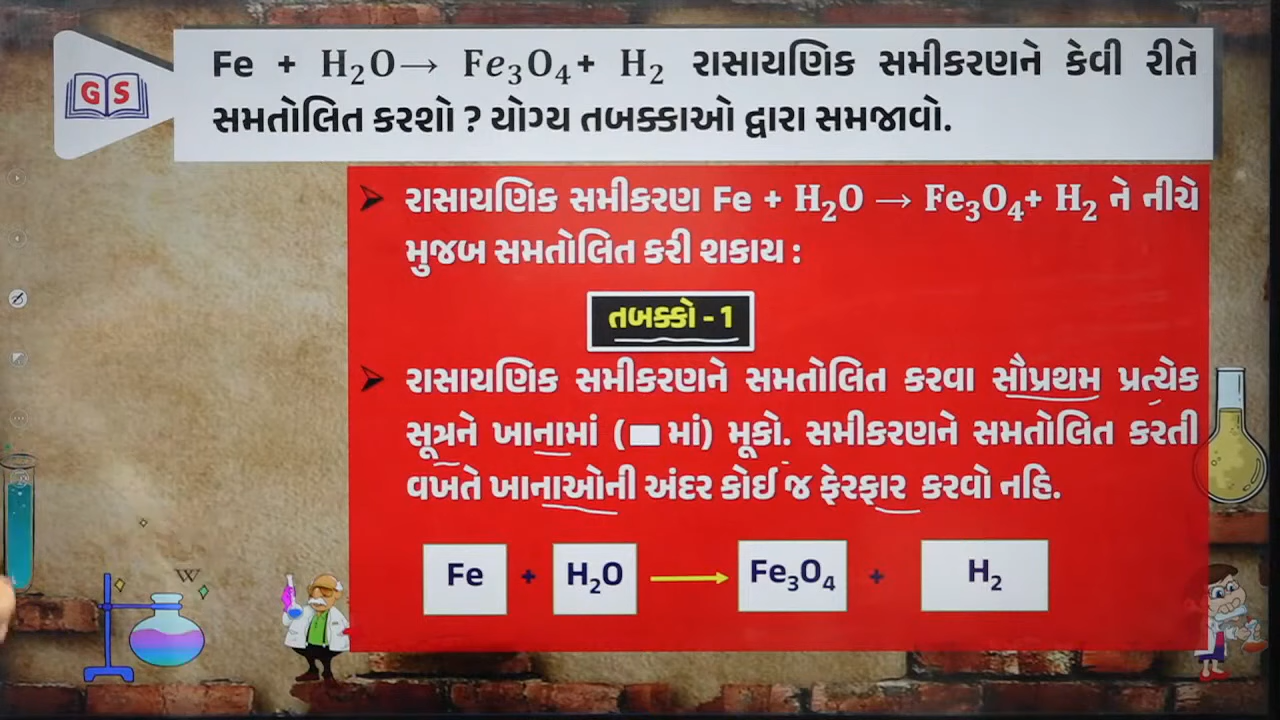 G S
Fe + H₂O→ Fe₃O₄+ H₂ રાસાયણિક સમીકરણને કેવી રીતે
સમતોલિત કરશો ? યોગ્ય તબક્કાઓ દ્વારા સમજાવો.
રાસાયણિક સમીકરણ Fe + H₂O → Fe₃O₄+ H₂ ને નીચે
મુજબ સમતોલિત કરી શકાય :
તબક્કો - 1
રાસાયણિક સમીકરણને સમતોલિત કરવા સૌપ્રથમ પ્રત્યેક
સૂત્રને ખાનામાં (□માં) મૂકો. સમીકરણને સમતોલિત કરતી
વખતે ખાનાઓની અંદર કોઈ જ ફેરફાર કરવો નહિ.
Fe + H₂O → Fe₃O₄ + H₂
W